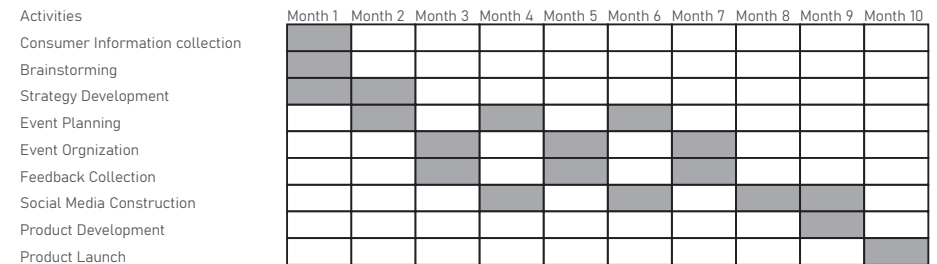 Activities Month 1 Month 2 Month 3 Month 4 Month 5 Month 6 Month 7 Month 8 Month 9 Month 10
Consumer Information collection
Brainstorming
Strategy Development
Event Planning
Event Orgnization
Feedback Collection
Social Media Construction
Product Development
Product Launch